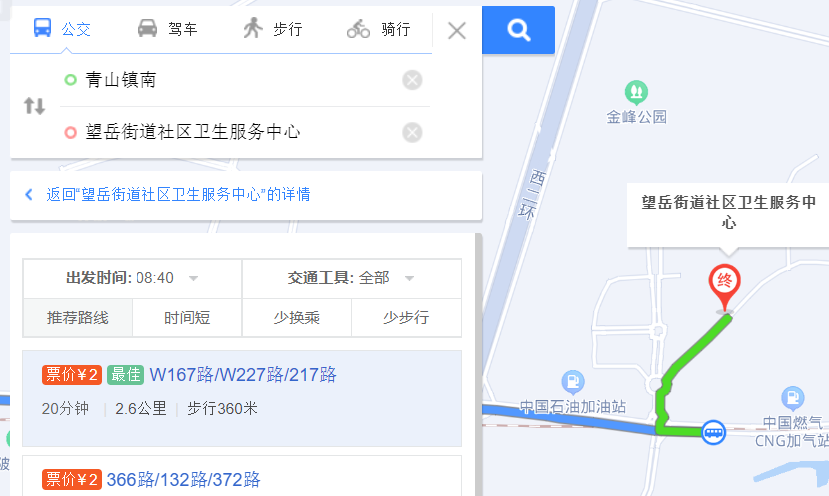 公交 驾车 步行 骑行
青山镇南
望岳街道社区卫生服务中心
返回“望岳街道社区卫生服务中心”的详情
出发时间: 08:40 交通工具: 全部
推荐路线 时间短 少换乘 少步行
票价¥2 最佳 W167路/W227路/217路
20分钟 | 2.6公里 | 步行360米
票价¥2 366路/132路/372路
金峰公园
西二环
望岳街道社区卫生服务中
心
终
中国石油加油站
中国燃气
CNG加气站